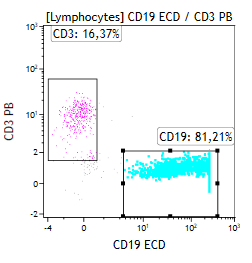 [Lymphocytes] CD19 ECD / CD3 PB
CD3: 16,37%
CD19: 81,21%
10³
10²
10¹
2
0
-2
CD3 PB
-4
0
10¹
10²
10³
CD19 ECD